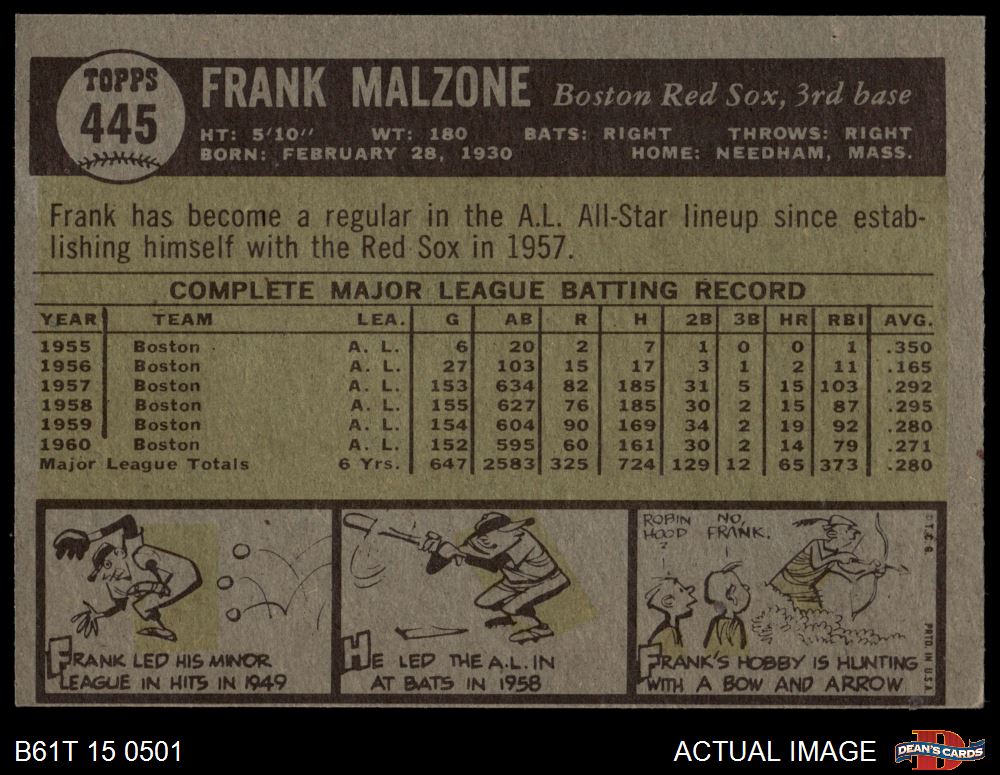 TOPPS
445
FRANK MALZONE Boston Red Sox, 3rd base
HT: 5'10" WT: 180 BATS: RIGHT THROWS: RIGHT
BORN: FEBRUARY 28, 1930 HOME: NEEDHAM, MASS.
Frank has become a regular in the A.L. All-Star lineup since estab-
lishing himself with the Red Sox in 1957.
COMPLETE MAJOR LEAGUE BATTING RECORD
YEAR TEAM LEA. G AB R H 2B 3B HR RBI AVG.
1955 Boston A. L. 6 20 2 7 1 0 0 1 .350
1956 Boston A. L. 27 103 15 17 3 1 2 11 .165
1957 Boston A. L. 153 634 82 185 31 5 15 103 .292
1958 Boston A. L. 155 627 76 185 30 2 15 87 .295
1959 Boston A. L. 154 604 90 169 34 2 19 92 .280
1960 Boston A. L. 152 595 60 161 30 2 14 79 .271
Major League Totals 6 Yrs. 647 2583 325 724 129 12 65 373 .280
FRANK LED HIS MINOR
LEAGUE IN HITS IN 1949
HE LED THE A.L. IN
AT BATS IN 1958
ROBIN
HOOD
?
NO,
FRANK.
FRANK'S HOBBY IS HUNTING
WITH A BOW AND ARROW
© T.C.G.
PRTD. IN U.S.A.
B61T 15 0501
ACTUAL IMAGE
D
DEAN'S CARDS